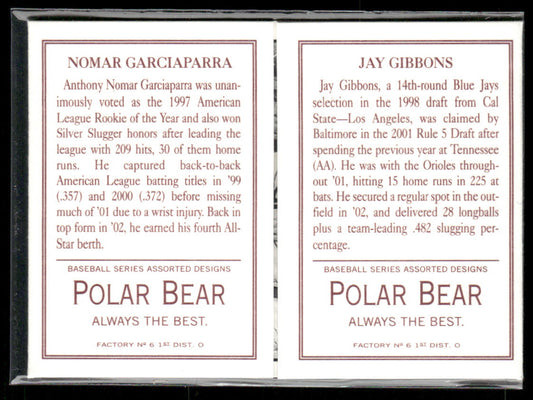 NOMAR GARCIAPARRA
Anthony Nomar Garciaparra was unan-
imously voted as the 1997 American
League Rookie of the Year and also won
Silver Slugger honors after leading the
league with 209 hits, 30 of them home
runs. He captured back-to-back
American League batting titles in '99
(.357) and 2000 (.372) before missing
much of '01 due to a wrist injury. Back in
top form in '02, he earned his fourth All-
Star berth.
BASEBALL SERIES ASSORTED DESIGNS
POLAR BEAR
ALWAYS THE BEST.
FACTORY Nº 6 1ST DIST. O
JAY GIBBONS
Jay Gibbons, a 14th-round Blue Jays
selection in the 1998 draft from Cal
State—Los Angeles, was claimed by
Baltimore in the 2001 Rule 5 Draft after
spending the previous year at Tennessee
(AA). He was with the Orioles through-
out '01, hitting 15 home runs in 225 at
bats. He secured a regular spot in the out-
field in '02, and delivered 28 longballs
plus a team-leading .482 slugging per-
centage.
BASEBALL SERIES ASSORTED DESIGNS
POLAR BEAR
ALWAYS THE BEST.
FACTORY Nº 6 1ST DIST. O